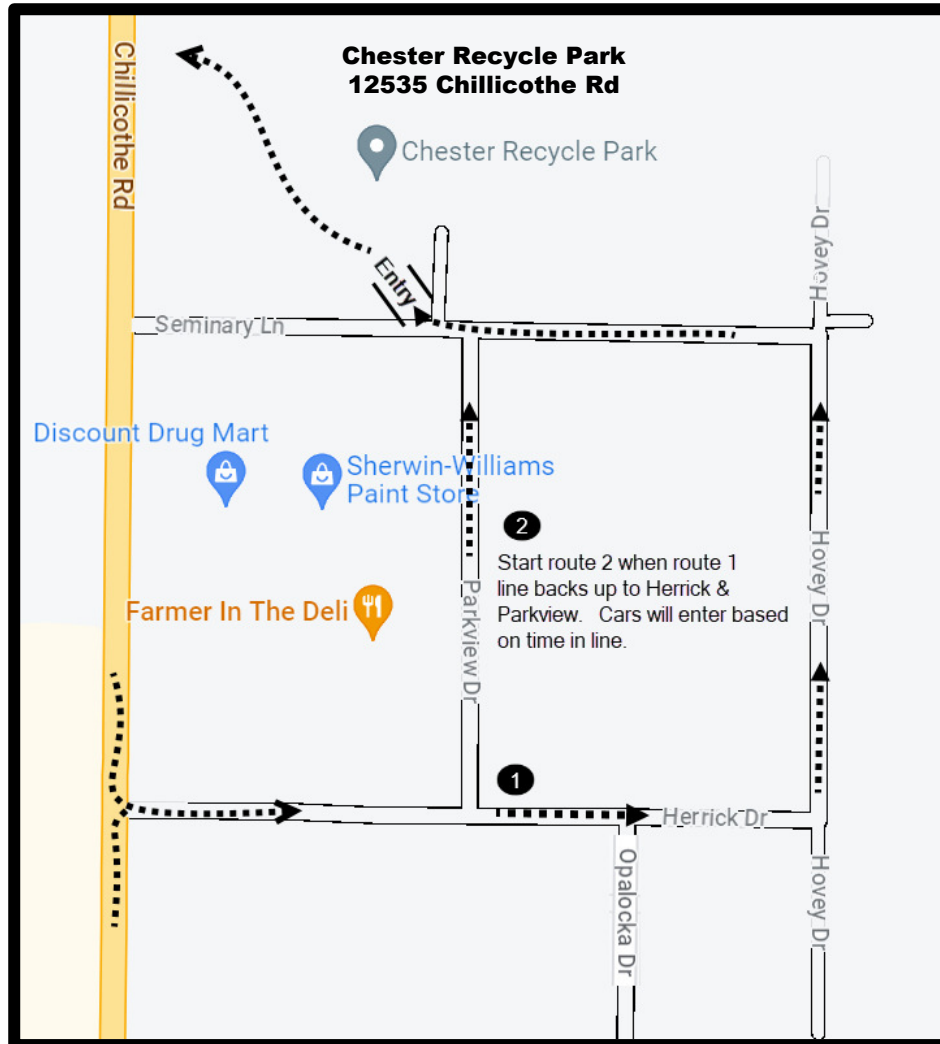 Chester Recycle Park
12535 Chillicothe Rd
Chillicothe Rd
Chester Recycle Park
Hovey Dr
Entry
Seminary Ln
Discount Drug Mart
Sherwin-Williams
Paint Store
2
Start route 2 when route 1
line backs up to Herrick &
Parkview. Cars will enter based
on time in line.
Hovey Dr
Farmer In The Deli
Parkview Dr
1
Herrick Dr
Opalocka Dr
Hovey Dr